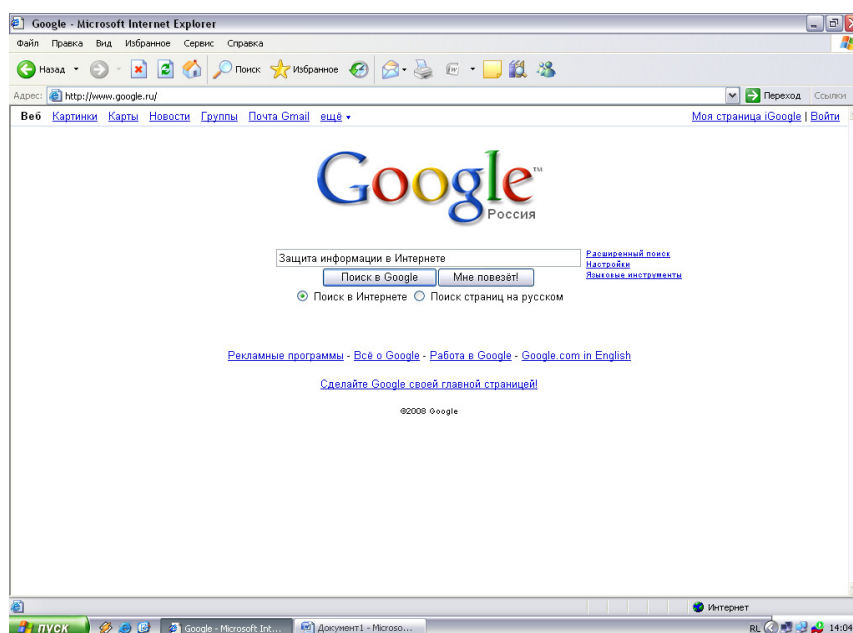 Google - Microsoft Internet Explorer
Файл Правка Вид Избранное Сервис Справка
Назад Поиск Избранное
Адрес: http://www.google.ru/ Переход Ссылки
Веб Картинки Карты Новости Группы Почта Gmail ещё Моя страница iGoogle | Войти
Google™
Россия
Защита информации в Интернете Расширенный поиск
Настройки
Поиск в Google Мне повезёт! Языковые инструменты
Поиск в Интернете Поиск страниц на русском
Рекламные программы - Всё о Google - Работа в Google - Google.com in English
Сделайте Google своей главной страницей!
©2008 Google
Интернет
пуск Google - Microsoft Int... Документ1 - Microso... RL 14:04